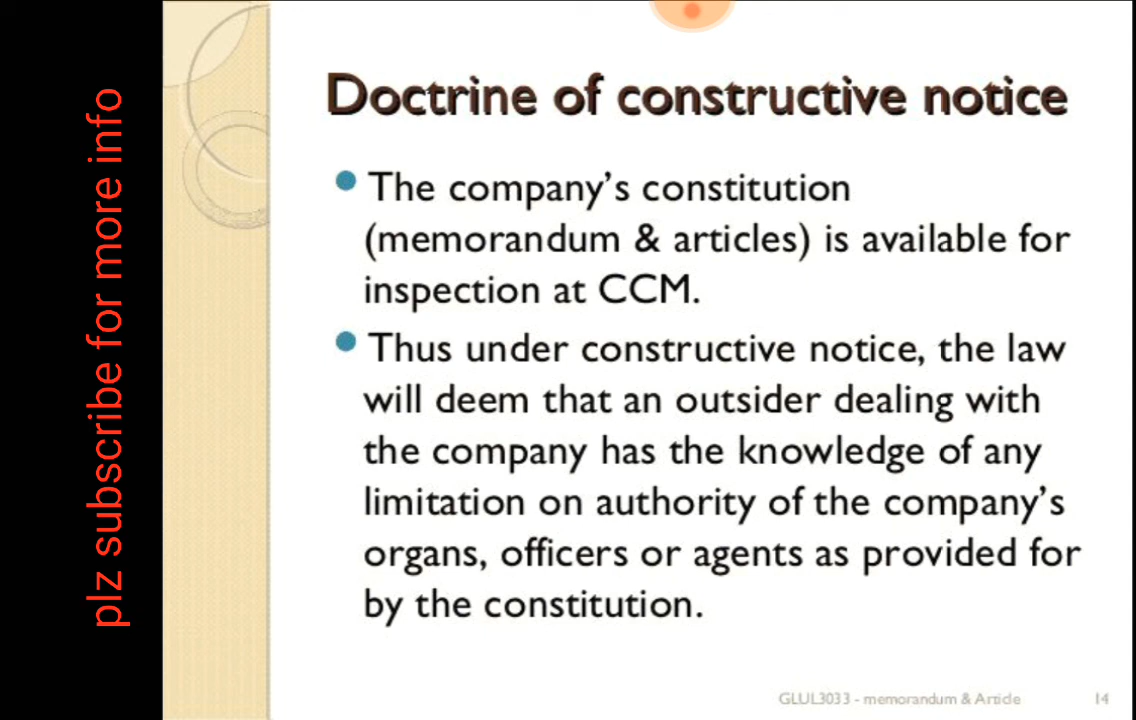 plz subscribe for more info
Doctrine of constructive notice
The company’s constitution
(memorandum & articles) is available for
inspection at CCM.
Thus under constructive notice, the law
will deem that an outsider dealing with
the company has the knowledge of any
limitation on authority of the company’s
organs, officers or agents as provided for
by the constitution.
GLUL3033 - memorandum & Article 14